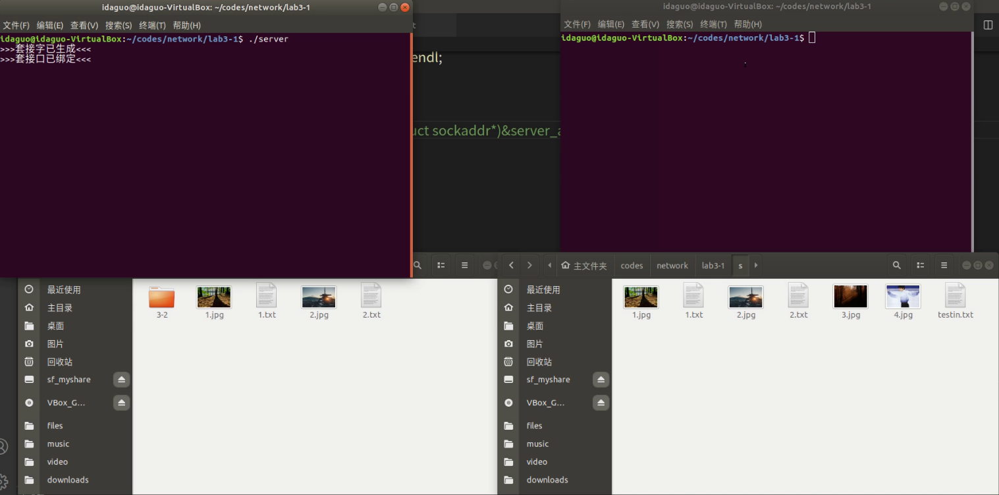 idaguo@idaguo-VirtualBox: ~/codes/network/lab3-1
文件(F) 编辑(E) 查看(V) 搜索(S) 终端(T) 帮助(H)
idaguo@idaguo-VirtualBox:~/codes/network/lab3-1$ ./server
>>>套接字已生成<<<
>>>套接口已绑定<<<
t
endl;
uct sockaddr*)&server_a
idaguo@idaguo-VirtualBox: ~/codes/network/lab3-1
文件(F) 编辑(E) 查看(V) 搜索(S) 终端(T) 帮助(H)
idaguo@idaguo-VirtualBox:~/codes/network/lab3-1$
最近使用
主目录
桌面
图片
回收站
sf_myshare
VBox_G…
files
music
video
downloads
3-2
1.jpg
1.txt
2.jpg
2.txt
主文件夹 codes network lab3-1 s
最近使用
主目录
桌面
图片
回收站
sf_myshare
VBox_G…
files
music
video
downloads
1.jpg
1.txt
2.jpg
2.txt
3.jpg
4.jpg
testin.txt